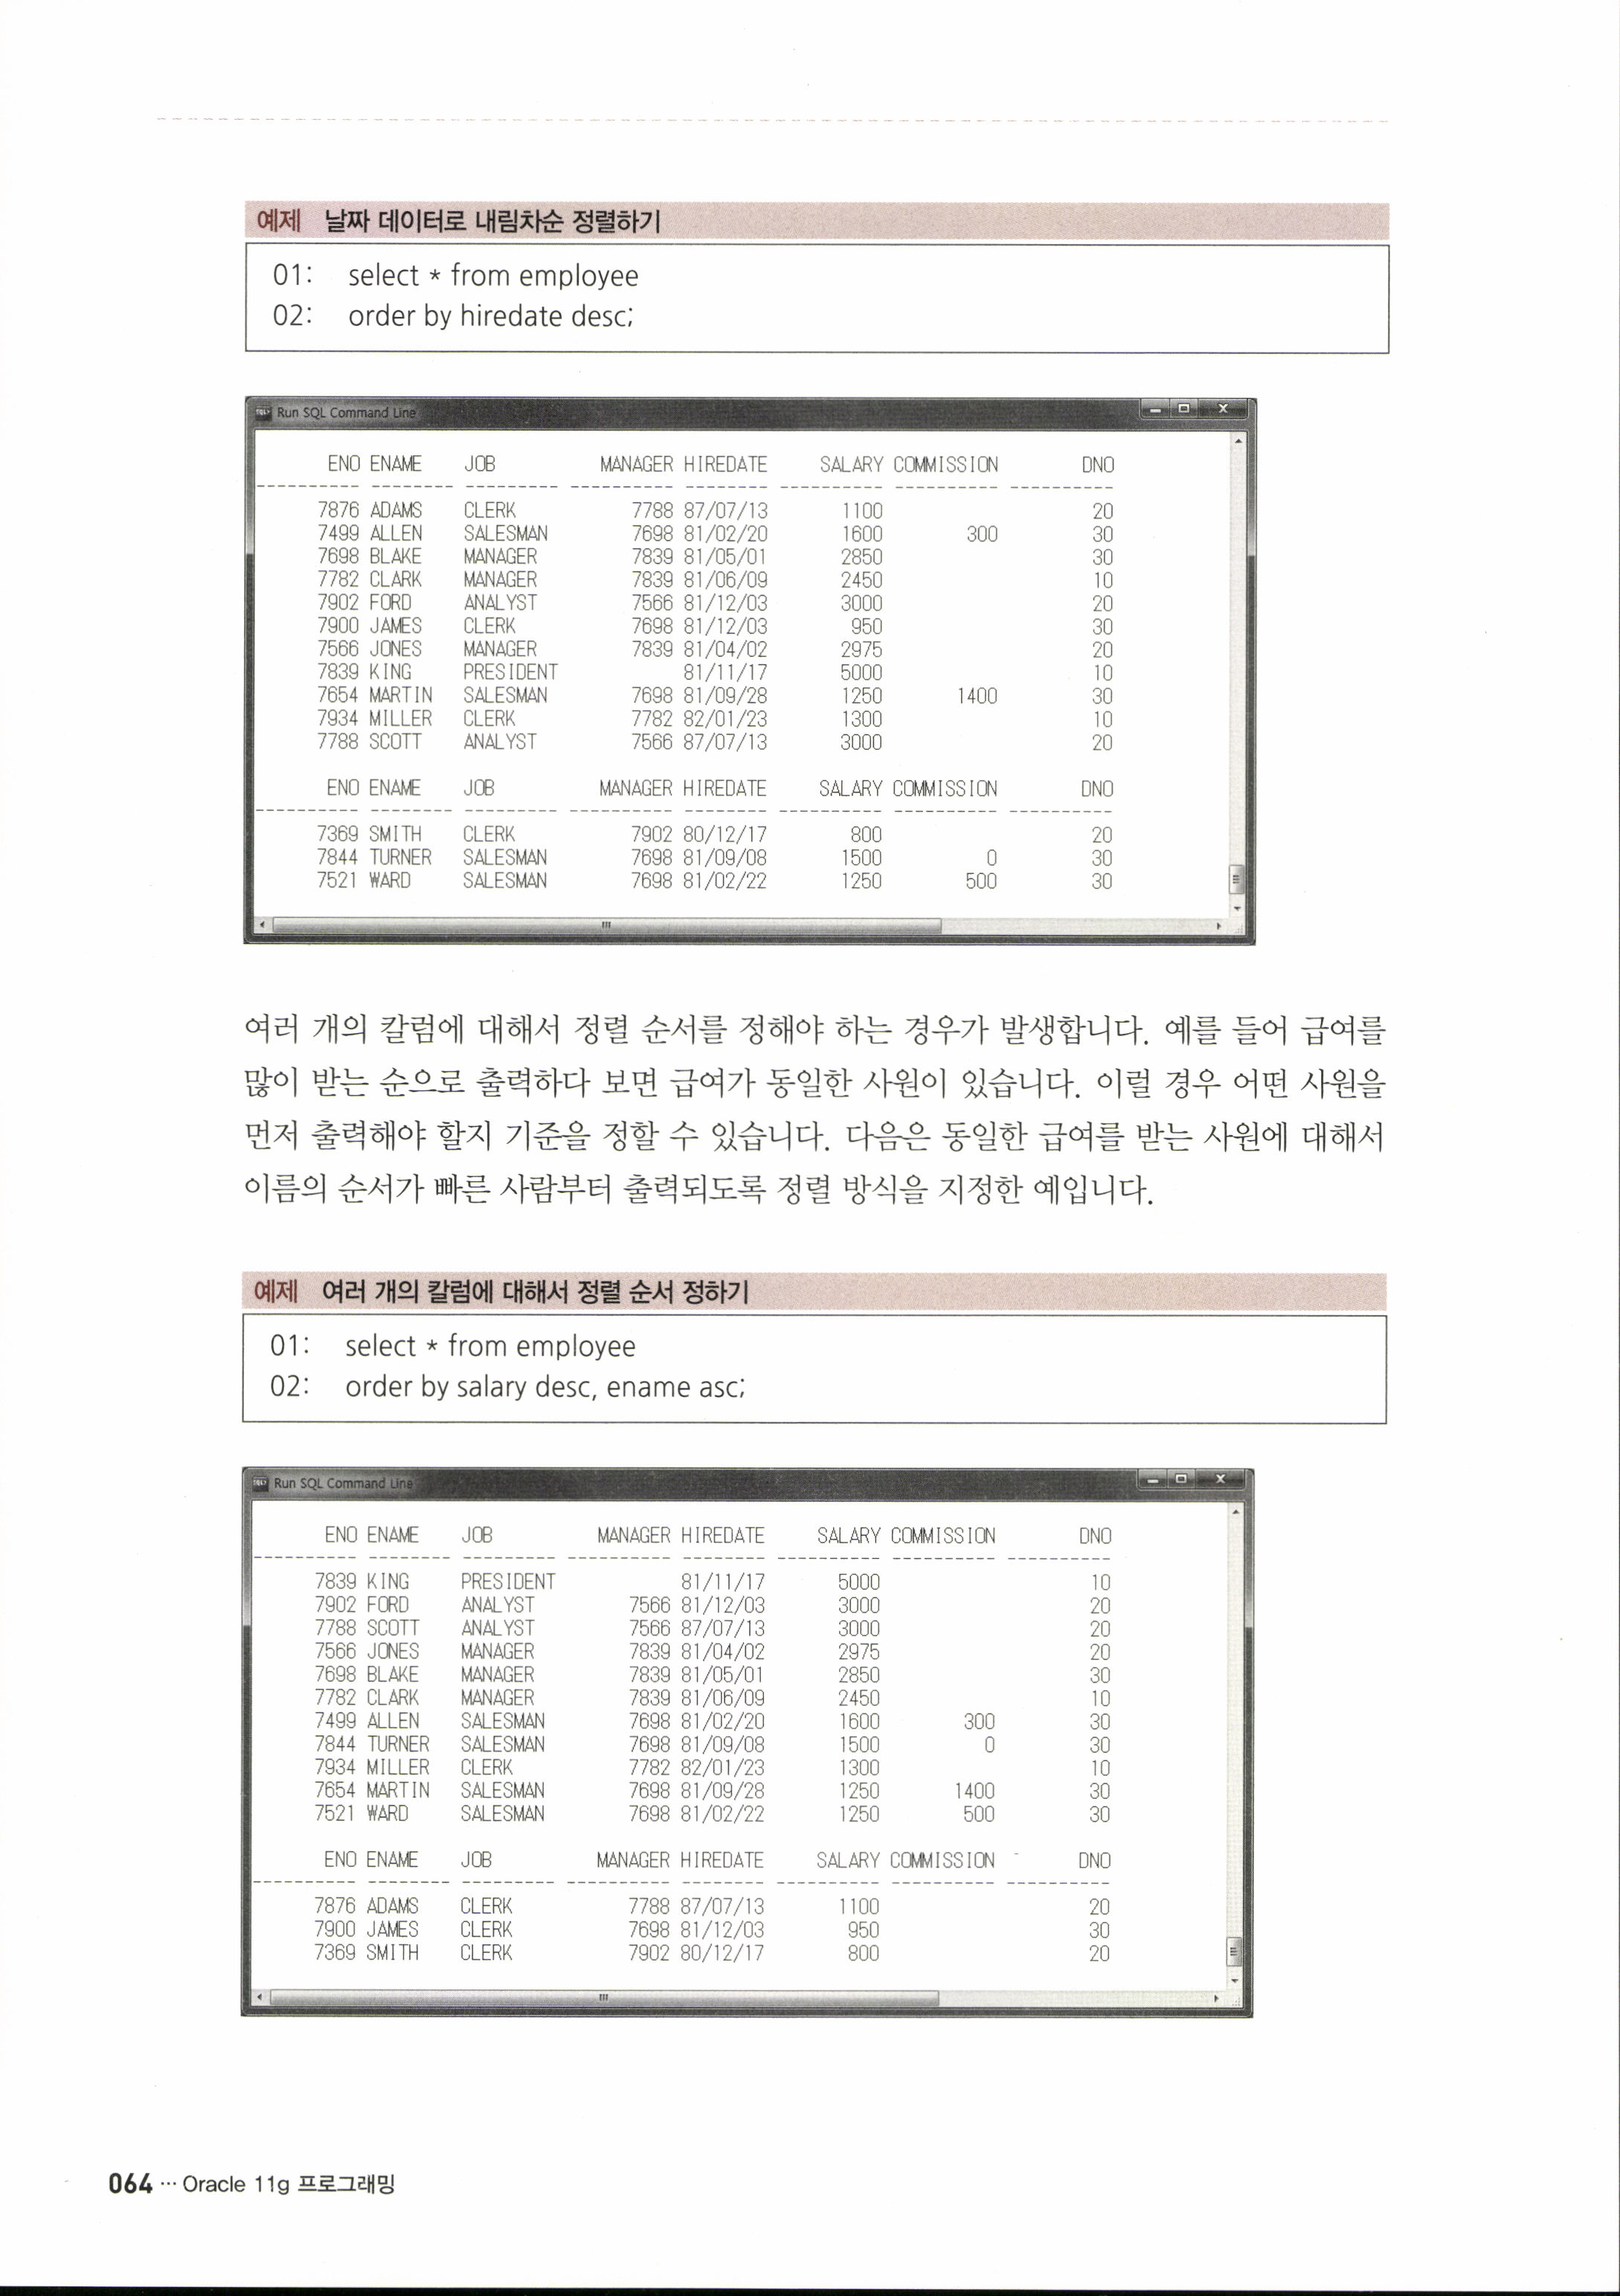 예제 날짜 데이터로 내림차순 정렬하기
01: select * from employee
02: order by hiredate desc;
Run SQL Command Line
ENO ENAME JOB MANAGER HIREDATE SALARY COMMISSION DNO
7876 ADAMS CLERK 7788 87/07/13 1100 20
7499 ALLEN SALESMAN 7698 81/02/20 1600 300 30
7698 BLAKE MANAGER 7839 81/05/01 2850 30
7782 CLARK MANAGER 7839 81/06/09 2450 10
7902 FORD ANALYST 7566 81/12/03 3000 20
7900 JAMES CLERK 7698 81/12/03 950 30
7566 JONES MANAGER 7839 81/04/02 2975 20
7839 KING PRESIDENT 81/11/17 5000 10
7654 MARTIN SALESMAN 7698 81/09/28 1250 1400 30
7934 MILLER CLERK 7782 82/01/23 1300 10
7788 SCOTT ANALYST 7566 87/07/13 3000 20
ENO ENAME JOB MANAGER HIREDATE SALARY COMMISSION DNO
7369 SMITH CLERK 7902 80/12/17 800 20
7844 TURNER SALESMAN 7698 81/09/08 1500 0 30
7521 WARD SALESMAN 7698 81/02/22 1250 500 30
여러 개의 칼럼에 대해서 정렬 순서를 정해야 하는 경우가 발생합니다. 예를 들어 급여를
많이 받는 순으로 출력하다 보면 급여가 동일한 사원이 있습니다. 이럴 경우 어떤 사원을
먼저 출력해야 할지 기준을 정할 수 있습니다. 다음은 동일한 급여를 받는 사원에 대해서
이름의 순서가 빠른 사람부터 출력되도록 정렬 방식을 지정한 예입니다.
예제 여러 개의 칼럼에 대해서 정렬 순서 정하기
01: select * from employee
02: order by salary desc, ename asc;
Run SQL Command Line
ENO ENAME JOB MANAGER HIREDATE SALARY COMMISSION DNO
7839 KING PRESIDENT 81/11/17 5000 10
7902 FORD ANALYST 7566 81/12/03 3000 20
7788 SCOTT ANALYST 7566 87/07/13 3000 20
7566 JONES MANAGER 7839 81/04/02 2975 20
7698 BLAKE MANAGER 7839 81/05/01 2850 30
7782 CLARK MANAGER 7839 81/06/09 2450 10
7499 ALLEN SALESMAN 7698 81/02/20 1600 300 30
7844 TURNER SALESMAN 7698 81/09/08 1500 0 30
7934 MILLER CLERK 7782 82/01/23 1300 10
7654 MARTIN SALESMAN 7698 81/09/28 1250 1400 30
7521 WARD SALESMAN 7698 81/02/22 1250 500 30
ENO ENAME JOB MANAGER HIREDATE SALARY COMMISSION DNO
7876 ADAMS CLERK 7788 87/07/13 1100 20
7900 JAMES CLERK 7698 81/12/03 950 30
7369 SMITH CLERK 7902 80/12/17 800 20
064 ··· Oracle 11g 프로그래밍